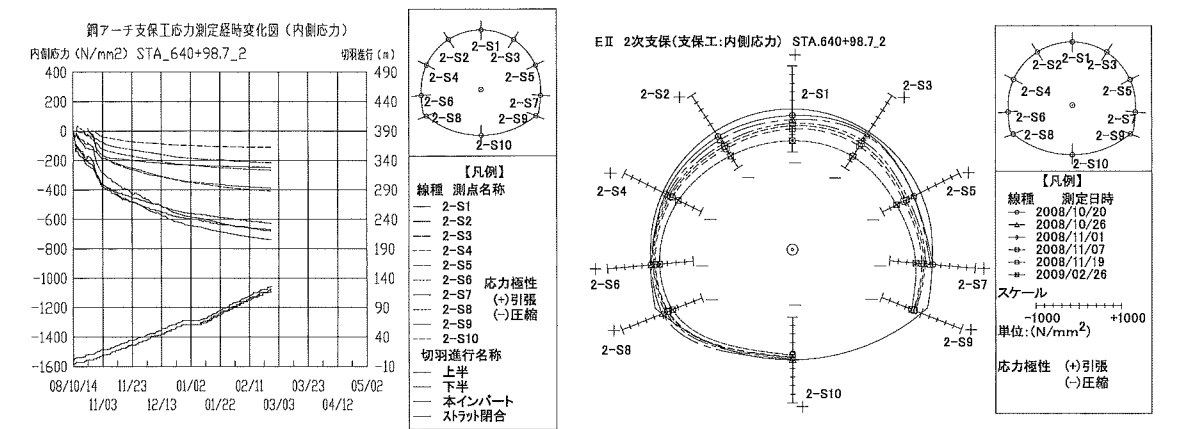 鋼アーチ支保工応力測定経時変化図（内側応力）
内側応力 (N/mm2) STA_640+98.7_2 切羽進行 (m)
400 490
200 440
0 390
-200 340
-400 290
-600 240
-800 190
-1000 140
-1200 90
-1400 40
-1600 -10
08/10/14 11/23 01/02 02/11 03/23 05/02
11/03 12/13 01/22 03/03 04/12
2-S1
2-S2 2-S3
2-S4 2-S5
2-S6 2-S7
2-S8 2-S9
2-S10
【凡例】
線種 測点名称
2-S1
2-S2
2-S3
2-S4
2-S5
2-S6
2-S7
2-S8
2-S9
2-S10
応力極性
(+)引張
(-)圧縮
切羽進行名称
上半
下半
本インバート
ストラット閉合
EⅡ 2次支保(支保工:内側応力) STA.640+98.7_2
2-S1
2-S2 2-S3
2-S4 2-S5
2-S6 2-S7
2-S8 2-S9
2-S10
2-S1
2-S2 2-S3
2-S4 2-S5
2-S6 2-S7
2-S8 2-S9
2-S10
【凡例】
線種 測定日時
2008/10/20
2008/10/26
2008/11/01
2008/11/07
2008/11/19
2009/02/26
スケール
-1000 +1000
単位:(N/mm2)
応力極性 (+)引張
(-)圧縮